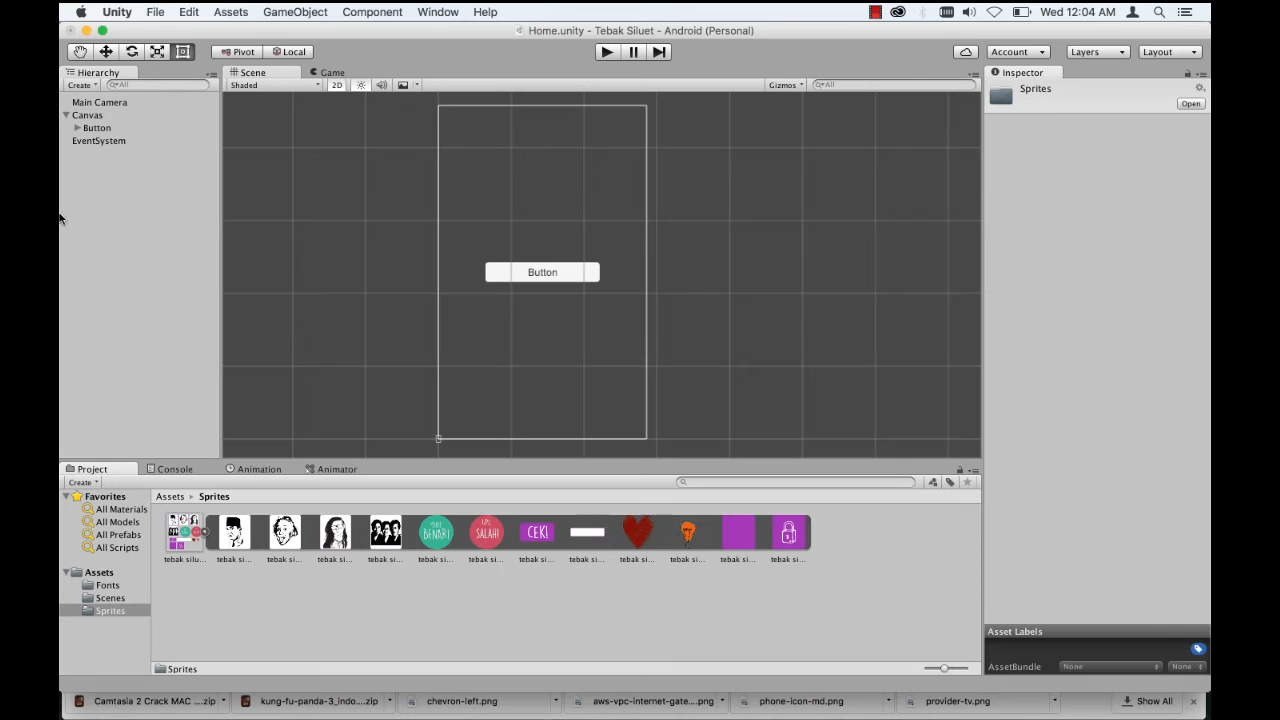 Unity File Edit Assets GameObject Component Window Help Wed 12:04 AM
Home.unity - Tebak Siluet - Android (Personal)
Pivot Local Account Layers Layout
Hierarchy Scene Game Inspector
Create All Shaded 2D Gizmos All Sprites
Open
Main Camera
Canvas
Button
EventSystem
Button
Project Console Animation Animator
Create
Favorites Assets Sprites
All Materials
All Models
All Prefabs
All Scripts
YEAY BENAR! UPS SALAH! CEK!
tebak silu... tebak si... tebak si... tebak si... tebak si... tebak si... tebak si... tebak si... tebak si... tebak si... tebak si... tebak si... tebak si...
Assets
Fonts
Scenes
Sprites
Asset Labels
AssetBundle None None
Sprites
Camtasia 2 Crack MAC ....zip kung-fu-panda-3_indo....zip chevron-left.png aws-vpc-internet-gate....png phone-icon-md.png provider-tv.png Show All